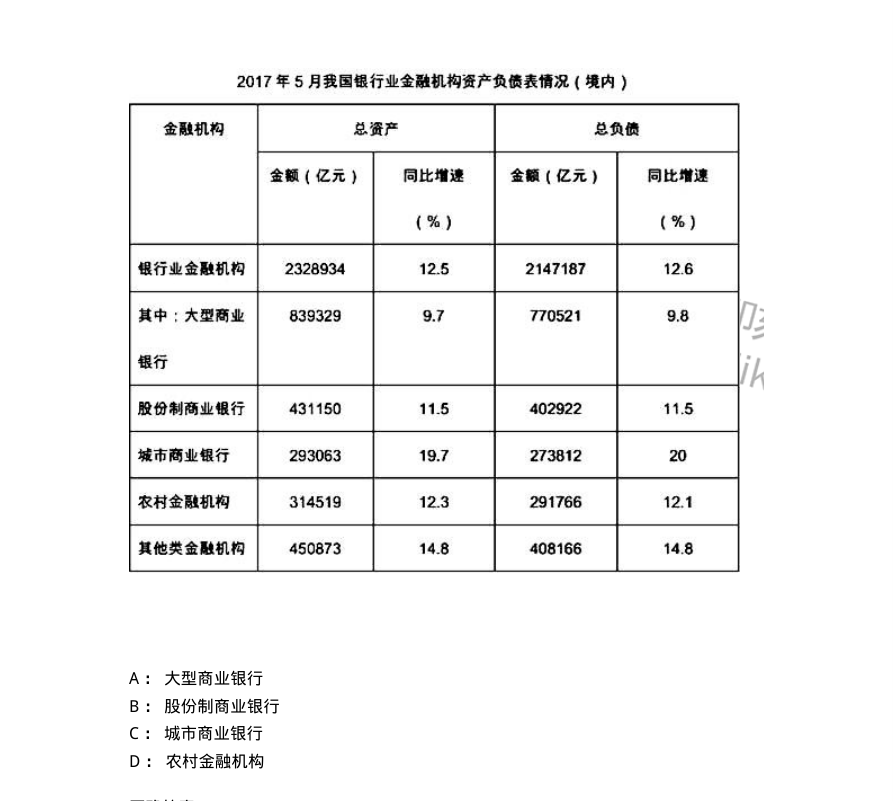 2017 年 5 月我国银行业金融机构资产负债表情况（境内）
金融机构 总资产 总负债
金额（亿元） 同比增速 金额（亿元） 同比增速
（%） （%）
银行业金融机构 2328934 12.5 2147187 12.6
其中：大型商业 839329 9.7 770521 9.8
银行
股份制商业银行 431150 11.5 402922 11.5
城市商业银行 293063 19.7 273812 20
农村金融机构 314519 12.3 291766 12.1
其他类金融机构 450873 14.8 408166 14.8
A： 大型商业银行
B： 股份制商业银行
C： 城市商业银行
D： 农村金融机构